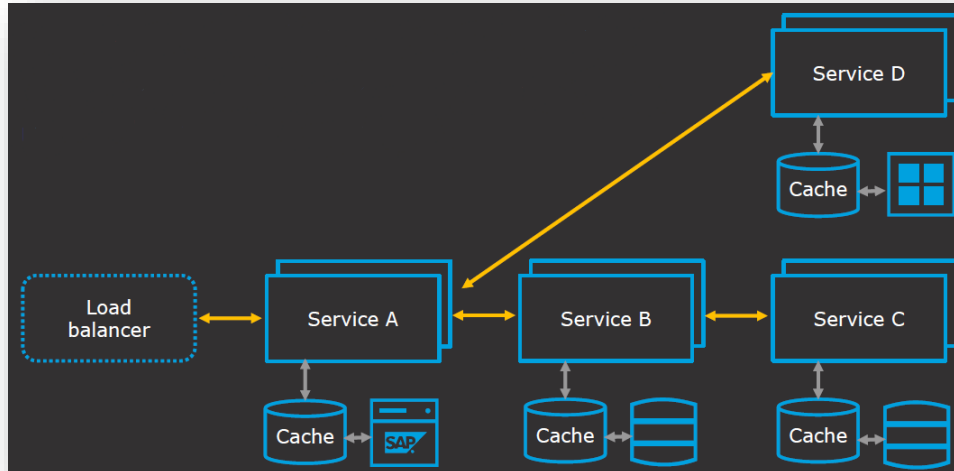 Service D
Cache
Load
balancer
Service A
Service B
Service C
Cache
SAP
Cache
Cache